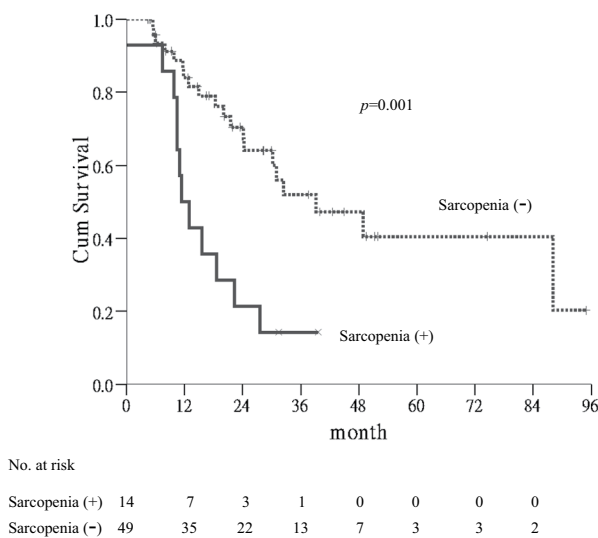 1.0
0.8
0.6
0.4
0.2
0.0
Cum Survival
p=0.001
Sarcopenia (-)
Sarcopenia (+)
0 12 24 36 48 60 72 84 96
month
No. at risk
Sarcopenia (+) 14 7 3 1 0 0 0 0
Sarcopenia (-) 49 35 22 13 7 3 3 2